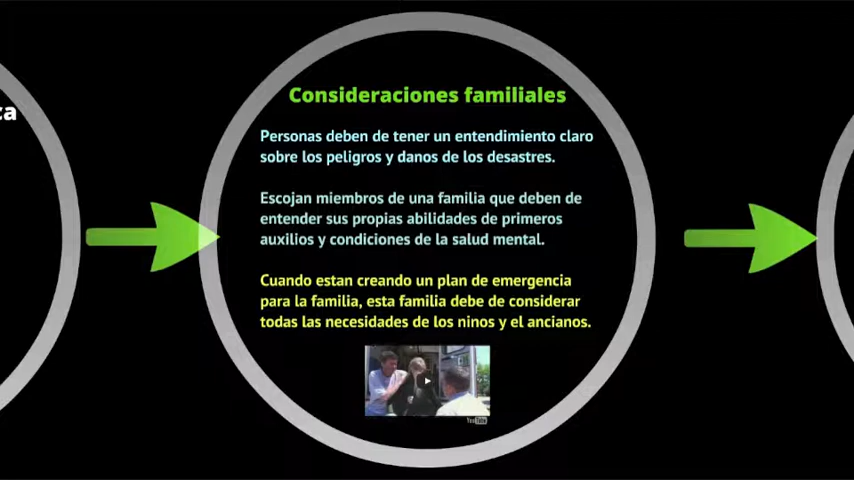 ca
Consideraciones familiales
Personas deben de tener un entendimiento claro
sobre los peligros y danos de los desastres.
Escojan miembros de una familia que deben de
entender sus propias abilidades de primeros
auxilios y condiciones de la salud mental.
Cuando estan creando un plan de emergencia
para la familia, esta familia debe de considerar
todas las necesidades de los ninos y el ancianos.
YouTube